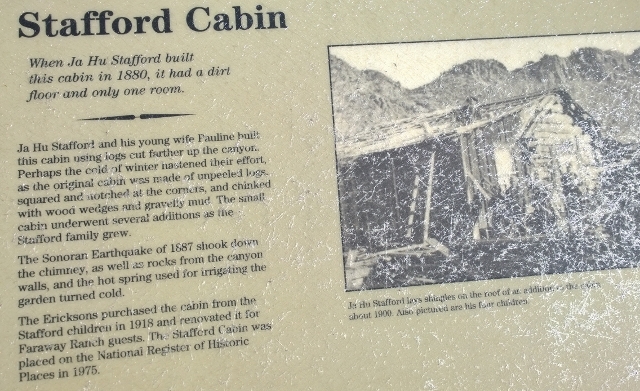 Stafford Cabin
When Ja Hu Stafford built
this cabin in 1880, it had a dirt
floor and only one room.
Ja Hu Stafford and his young wife Pauline built
this cabin using logs cut farther up the canyon.
Perhaps the cold of winter hastened their effort,
as the original cabin was made of unpeeled logs,
squared and notched at the corners, and chinked
with wood wedges and gravelly mud. The small
cabin underwent several additions as the
Stafford family grew.
The Sonoran Earthquake of 1887 shook down
the chimney, as well as rocks from the canyon
walls, and the hot spring used for irrigating the
garden turned cold.
The Ericksons purchased the cabin from the
Stafford children in 1918 and renovated it for
Faraway Ranch guests. The Stafford Cabin was
placed on the National Register of Historic
Places in 1975.
Ja Hu Stafford lays shingles on the roof of an addition to the cabin
about 1900. Also pictured are his four children.